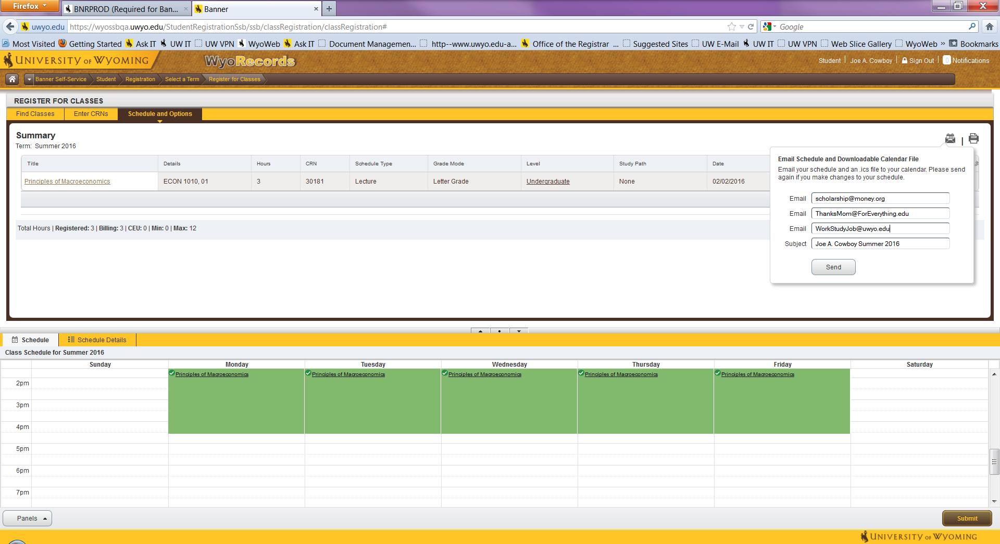 Firefox
BNRPROD (Required for Ban...
Banner
uwyo.edu
https://wyossbqa.uwyo.edu/StudentRegistrationSsb/ssb/classRegistration/classRegistration#
Google
Most Visited Getting Started Ask IT UW IT UW VPN WyoWeb Ask IT Document Managemen... http--www.uwyo.edu-a... Office of the Registrar ... Suggested Sites UW E-Mail UW IT UW VPN Web Slice Gallery WyoWeb » Bookmarks
UNIVERSITY OF WYOMING
WyoRecords
Student Joe A. Cowboy Sign Out 0 Notifications
Banner Self-Service Student Registration Select a Term Register for Classes
REGISTER FOR CLASSES
Find Classes Enter CRNs Schedule and Options
Summary
Term: Summer 2016
Title Details Hours CRN Schedule Type Grade Mode Level Study Path Date
Principles of Macroeconomics ECON 1010, 01 3 30181 Lecture Letter Grade Undergraduate None 02/02/2016
Total Hours | Registered: 3 | Billing: 3 | CEU: 0 | Min: 0 | Max: 12
Email Schedule and Downloadable Calendar File
Email your schedule and an .ics file to your calendar. Please send
again if you make changes to your schedule.
Email scholarship@money.org
Email ThanksMom@ForEverything.edu
Email WorkStudyJob@uwyo.edu
Subject Joe A. Cowboy Summer 2016
Send
Schedule Schedule Details
Class Schedule for Summer 2016
Sunday Monday Tuesday Wednesday Thursday Friday Saturday
Principles of Macroeconomics Principles of Macroeconomics Principles of Macroeconomics Principles of Macroeconomics Principles of Macroeconomics
2pm
3pm
4pm
5pm
6pm
7pm
Panels
Submit
UNIVERSITY OF WYOMING